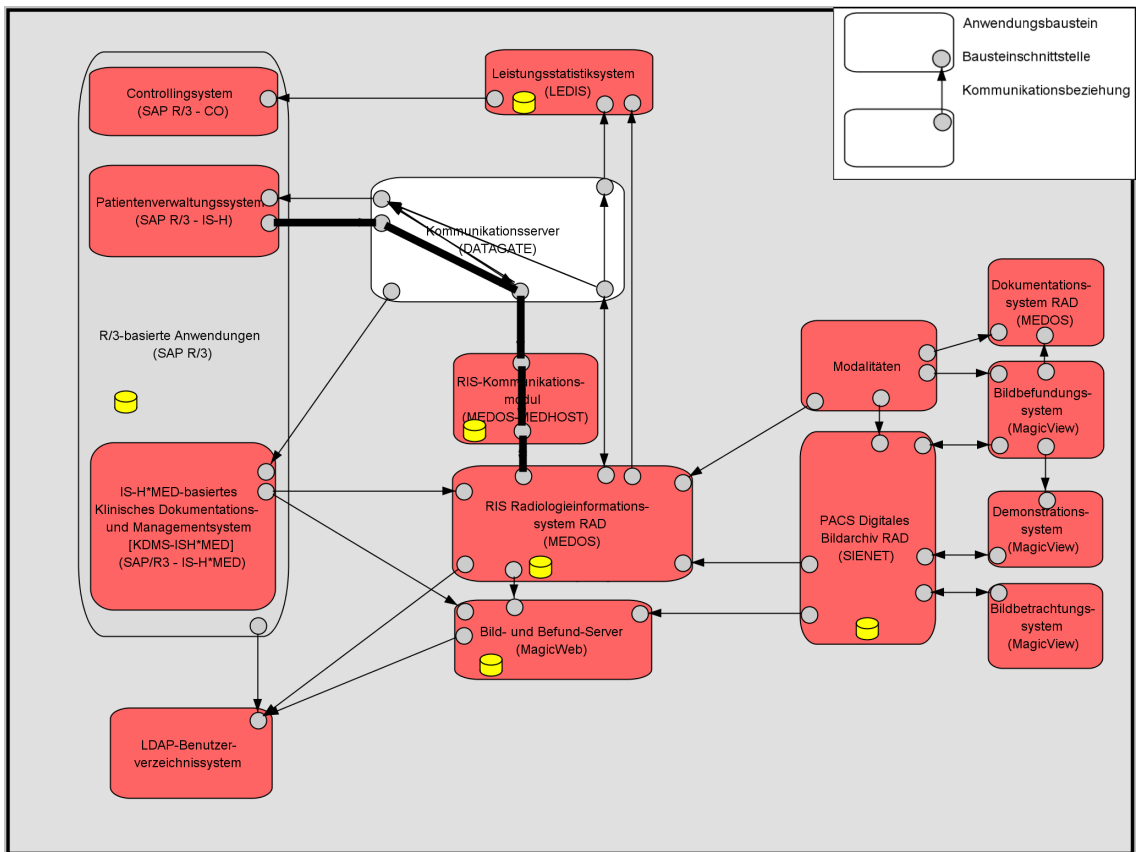 Anwendungsbaustein
Bausteinschnittstelle
Kommunikationsbeziehung
Controllingsystem
(SAP R/3 - CO)
Leistungsstatistiksystem
(LEDIS)
Patientenverwaltungssystem
(SAP R/3 - IS-H)
Kommunikationsserver
(DATAGATE)
R/3-basierte Anwendungen
(SAP R/3)
RIS-Kommunikations-
modul
(MEDOS-MEDHOST)
Modalitäten
Dokumentations-
system RAD
(MEDOS)
Bildbefundungs-
system
(MagicView)
IS-H*MED-basiertes
Klinisches Dokumentations-
und Managementsystem
[KDMS-ISH*MED]
(SAP/R3 - IS-H*MED)
RIS Radiologieinformations-
system RAD
(MEDOS)
PACS Digitales
Bildarchiv RAD
(SIENET)
Demonstrations-
system
(MagicView)
Bildbetrachtungs-
system
(MagicView)
Bild- und Befund-Server
(MagicWeb)
LDAP-Benutzer-
verzeichnissystem